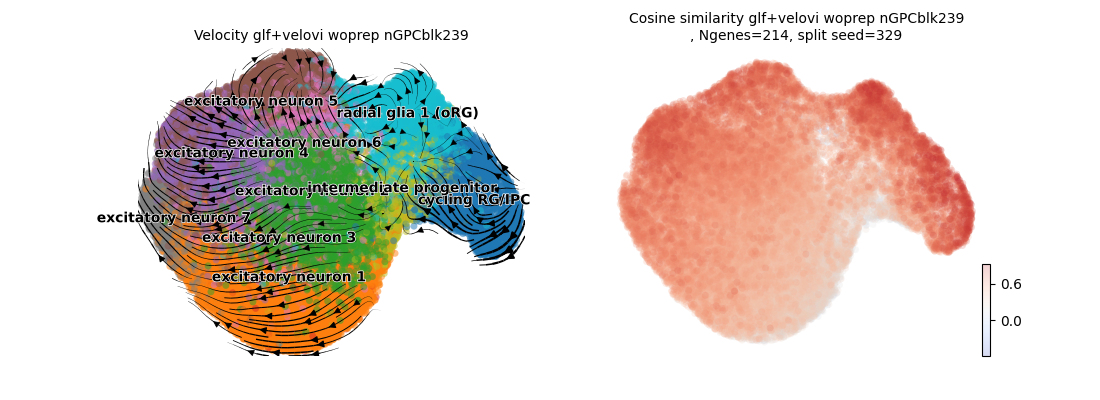 Velocity glf+velovi woprep nGPCblk239
excitatory neuron 5
radial glia 1 (oRG)
excitatory neuron 6
excitatory neuron 4
intermediate progenitor
cycling RG/IPC
excitatory neuron 7
excitatory neuron 3
excitatory neuron 1
Cosine similarity glf+velovi woprep nGPCblk239
, Ngenes=214, split seed=329
0.6
0.0